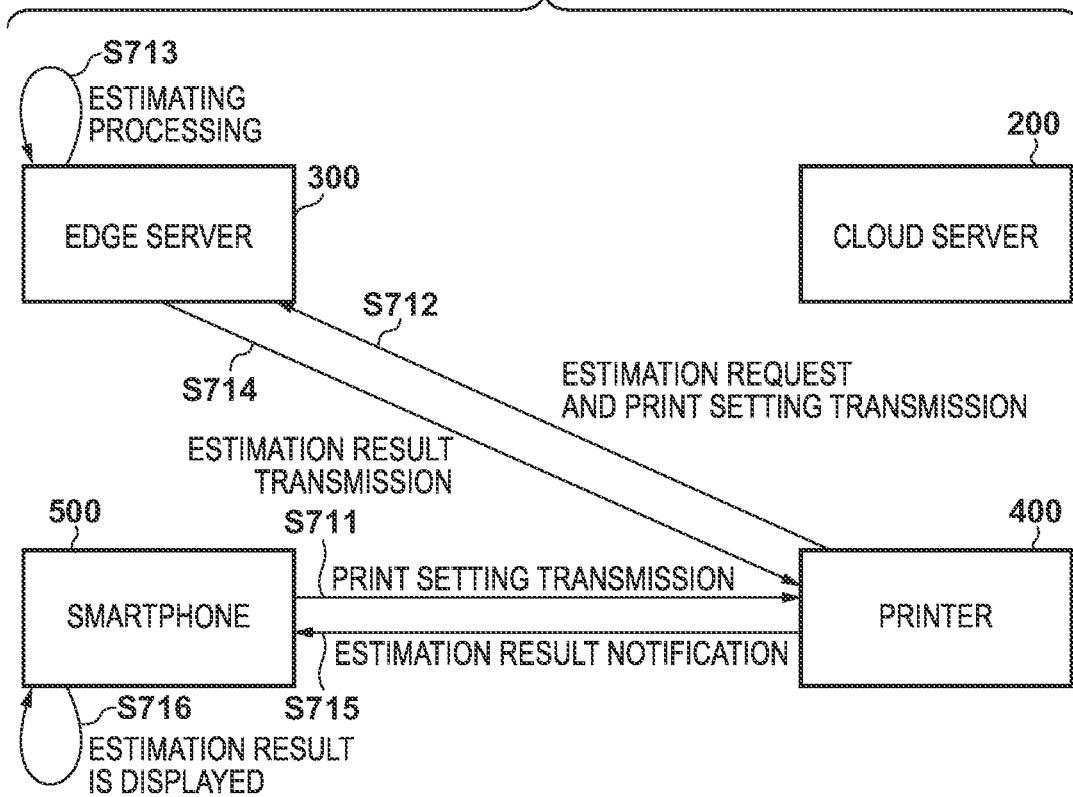 S713
ESTIMATING
PROCESSING
200
300
EDGE SERVER
CLOUD SERVER
S712
S714
ESTIMATION REQUEST
AND PRINT SETTING TRANSMISSION
ESTIMATION RESULT
TRANSMISSION
500
S711
400
PRINT SETTING TRANSMISSION
SMARTPHONE
PRINTER
ESTIMATION RESULT NOTIFICATION
S716
S715
ESTIMATION RESULT
IS DISPLAYED